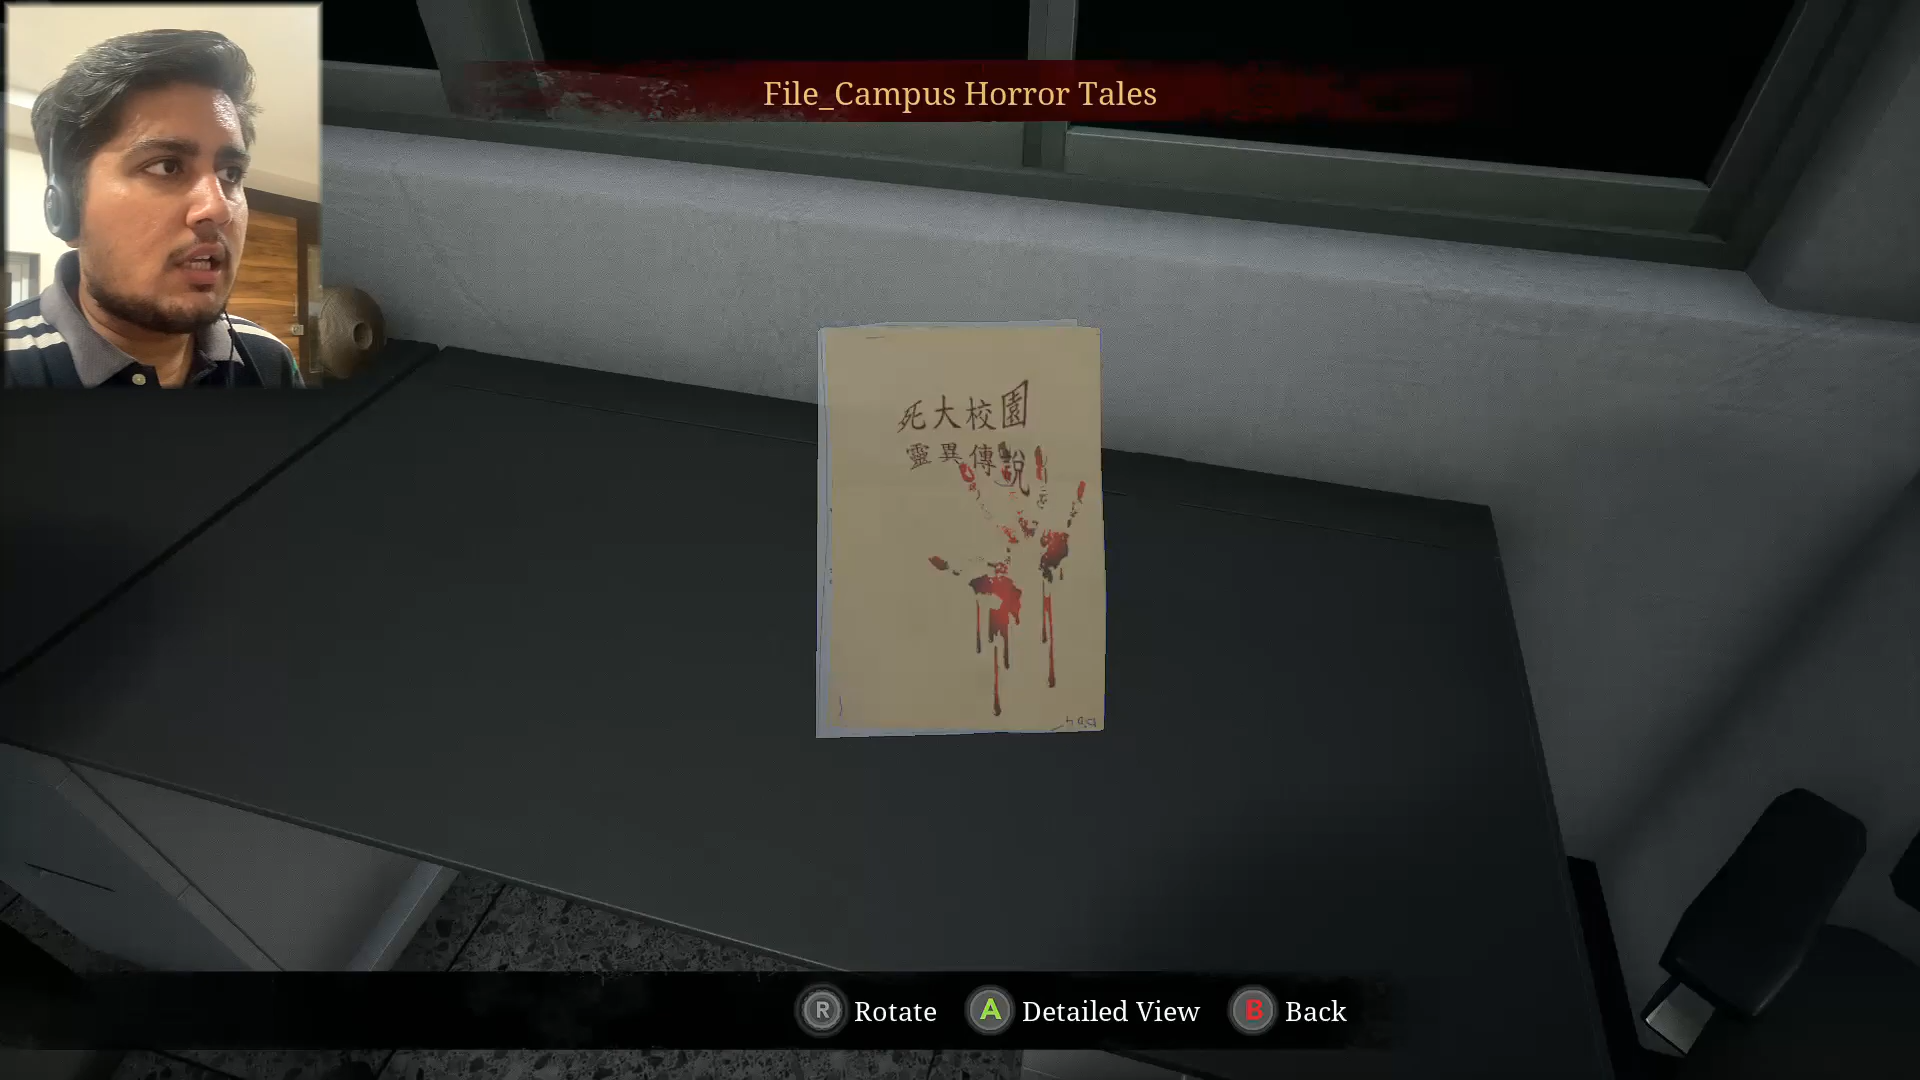 File_Campus Horror Tales
死大校園
靈異傳說
R Rotate A Detailed View B Back